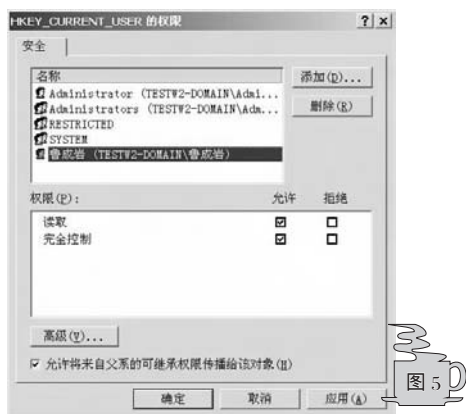 HKEY_CURRENT_USER 的权限
安全
名称
Administrator (TESTW2-DOMAIN\Admi...
Administrators (TESTW2-DOMAIN\Adm...
RESTRICTED
SYSTEM
鲁成岩 (TESTW2-DOMAIN\鲁成岩)
添加(D)...
删除(R)
权限(P): 允许 拒绝
读取
完全控制
高级(V)...
允许将来自父系的可继承权限传播给该对象(H)
确定 取消 应用(A)
图 5